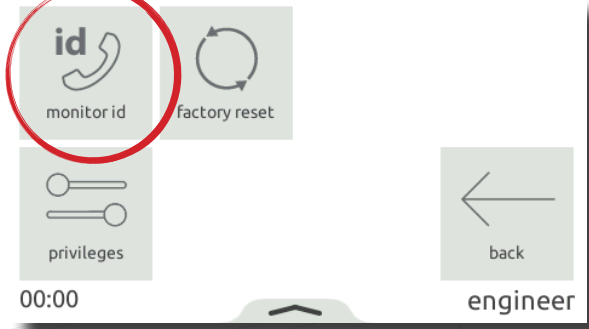 id
monitor id
factory reset
privileges
back
00:00
engineer